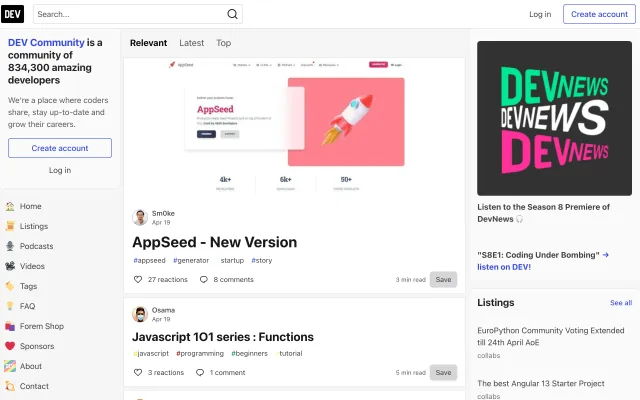 DEV
Search...
Log in
Create account
DEV Community is a
community of
834,300 amazing
developers
We're a place where coders
share, stay up-to-date and
grow their careers.
Create account
Log in
Home
Listings
Podcasts
Videos
Tags
FAQ
Forem Shop
Sponsors
About
Contact
Relevant
Latest
Top
AppSeed
AppSeed
4k+
6k+
50+
Sm0ke
Apr 19
AppSeed - New Version
#appseed #generator startup #story
27 reactions
8 comments
3 min read
Save
Osama
Apr 19
Javascript 101 series : Functions
#javascript #programming #beginners tutorial
3 reactions
1 comment
5 min read
Save
DEVNEWS
DEVNEWS
DEVNEWS
Listen to the Season 8 Premiere of
DevNews
"S8E1: Coding Under Bombing" →
listen on DEV!
Listings
See all
EuroPython Community Voting Extended
till 24th April AoE
collabs
The best Angular 13 Starter Project
collabs